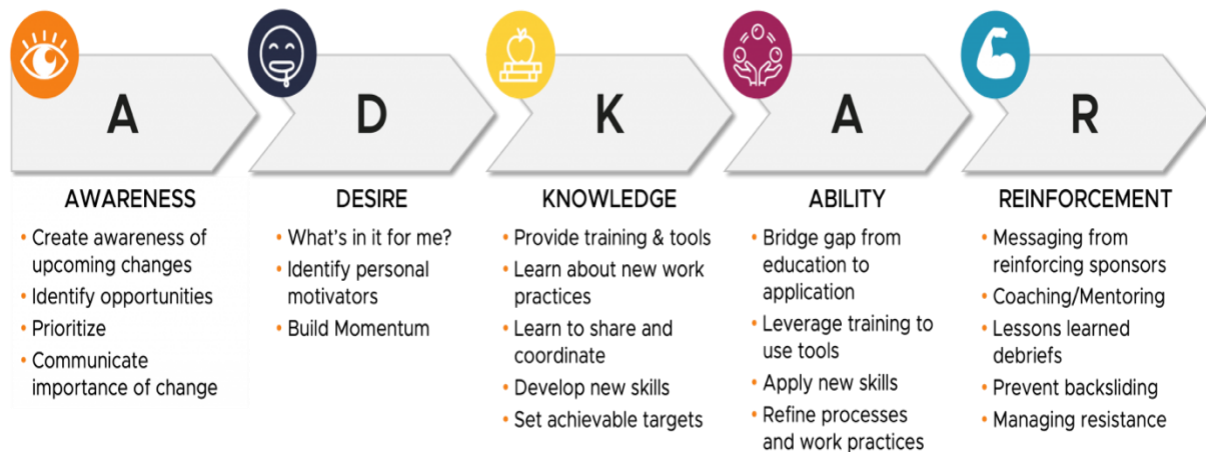 A
D
K
A
R
AWARENESS
• Create awareness of
upcoming changes
• Identify opportunities
• Prioritize
• Communicate
importance of change
DESIRE
• What's in it for me?
• Identify personal
motivators
• Build Momentum
KNOWLEDGE
• Provide training & tools
• Learn about new work
practices
• Learn to share and
coordinate
• Develop new skills
• Set achievable targets
ABILITY
• Bridge gap from
education to
application
• Leverage training to
use tools
• Apply new skills
• Refine processes
and work practices
REINFORCEMENT
• Messaging from
reinforcing sponsors
• Coaching/Mentoring
• Lessons learned
debriefs
• Prevent backsliding
• Managing resistance